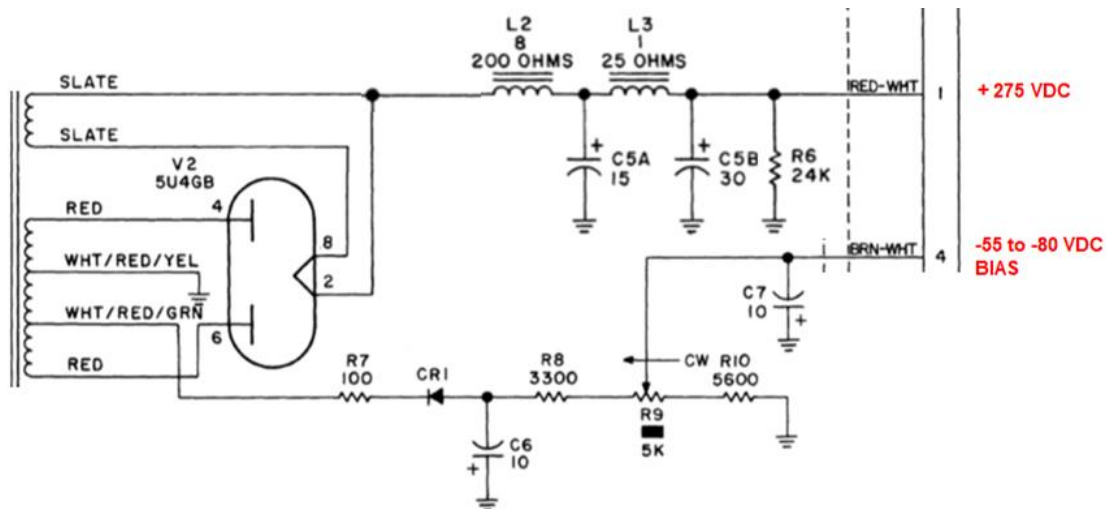 L2
8
200 OHMS
L3
1
25 OHMS
SLATE
RED-WHT
1
+ 275 VDC
SLATE
V2
5U4GB
+
C5A
15
+
C5B
30
R6
24K
RED
4
8
BRN-WHT
4
-55 to -80 VDC
BIAS
WHT/RED/YEL
2
C7
10
+
WHT/RED/GRN
6
RED
R7
100
CR1
R8
3300
CW
R10
5600
R9
5K
C6
10
+